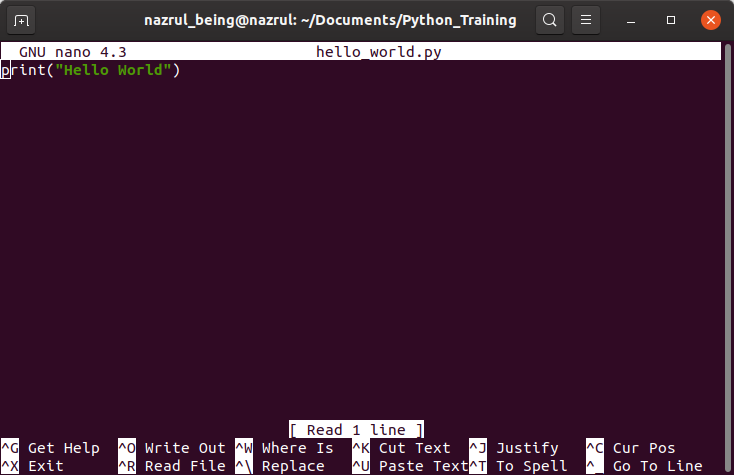 nazrul_being@nazrul: ~/Documents/Python_Training
GNU nano 4.3 hello_world.py
print("Hello World")
[ Read 1 line ]
^G Get Help ^O Write Out ^W Where Is ^K Cut Text ^J Justify ^C Cur Pos
^X Exit ^R Read File ^\ Replace ^U Paste Text^T To Spell ^_ Go To Line